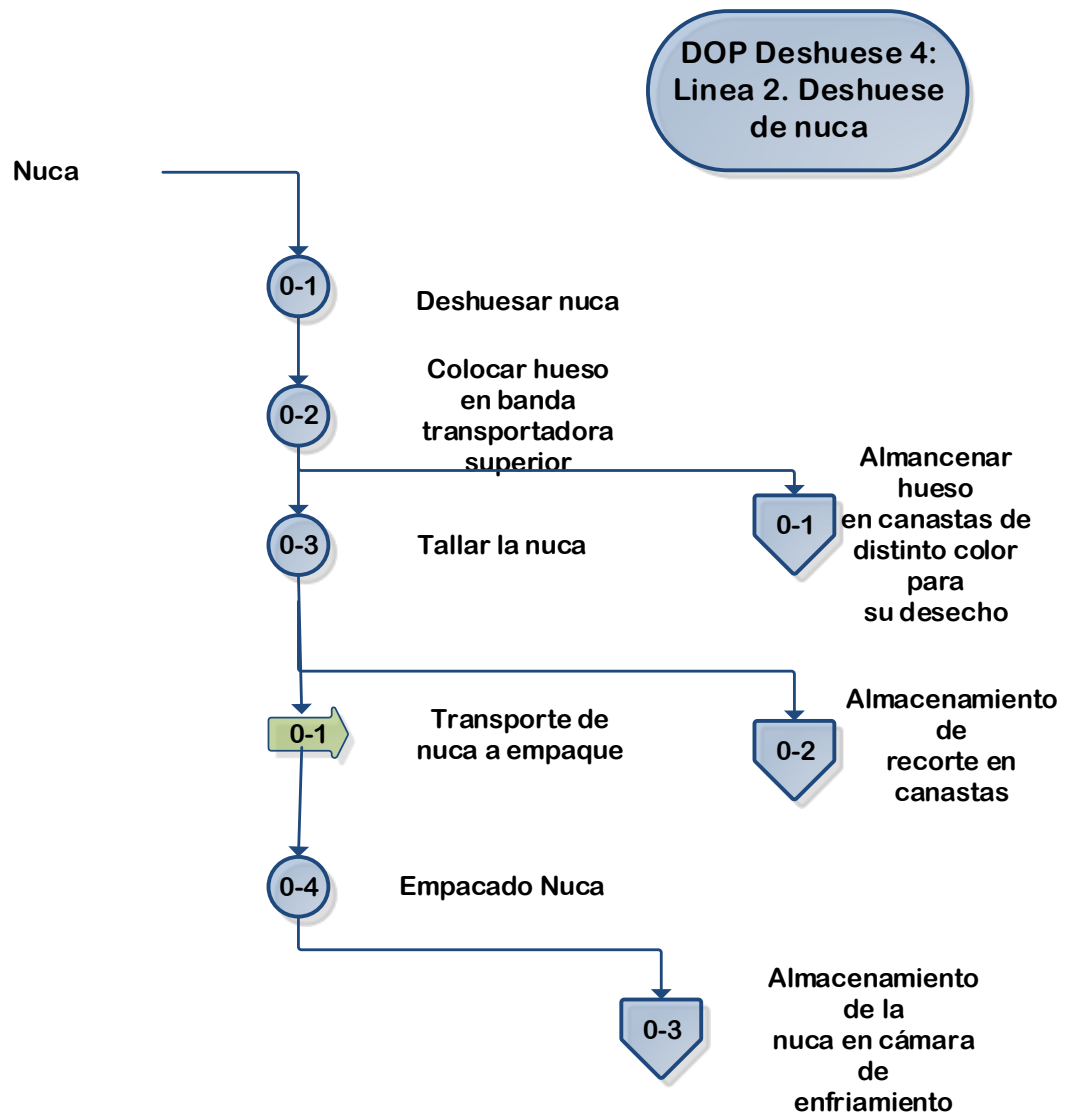 DOP Deshuese 4:
Linea 2. Deshuese
de nuca
Nuca
0-1
Deshuesar nuca
0-2
Colocar hueso
en banda
transportadora
superior
0-1
Almancenar
hueso
en canastas de
distinto color
para
su desecho
0-3
Tallar la nuca
0-1
Transporte de
nuca a empaque
0-2
Almacenamiento
de
recorte en
canastas
0-4
Empacado Nuca
0-3
Almacenamiento
de la
nuca en cámara
de
enfriamiento